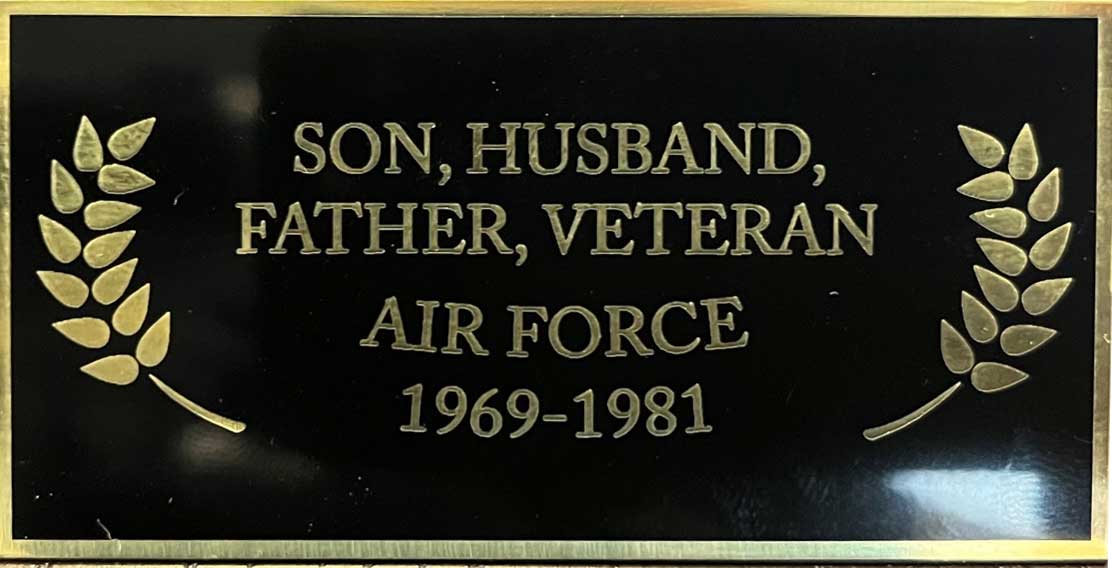 SON, HUSBAND,
FATHER, VETERAN
AIR FORCE
1969-1981